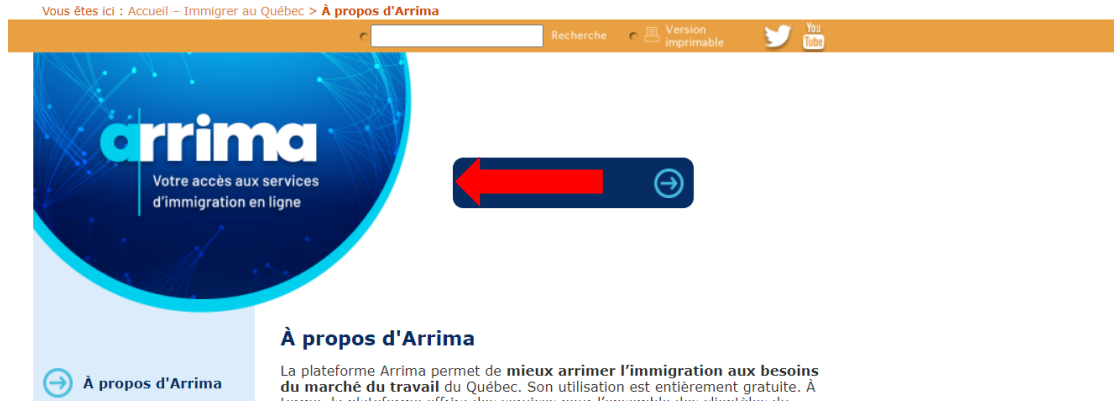 Vous êtes ici : Accueil – Immigrer au Québec > À propos d'Arrima
Recherche
Version
imprimable
You
Tube
arrima
Votre accès aux services
d'immigration en ligne
À propos d'Arrima
À propos d'Arrima
La plateforme Arrima permet de mieux arrimer l'immigration aux besoins
du marché du travail du Québec. Son utilisation est entièrement gratuite. À